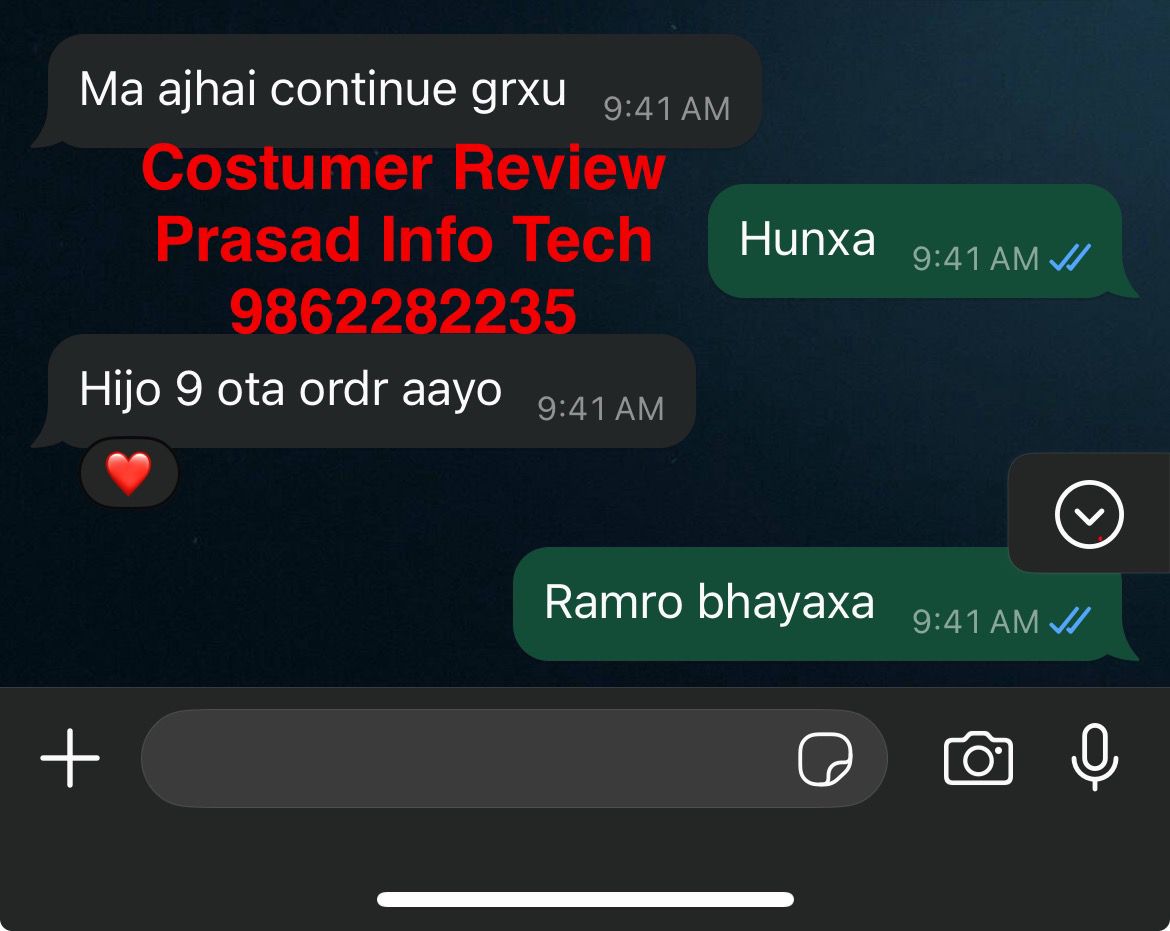 Ma ajhai continue grxu 9:41 AM
Costumer Review
Prasad Info Tech
9862282235
Hunxa 9:41 AM
Hijo 9 ota ordr aayo 9:41 AM
Ramro bhayaxa 9:41 AM